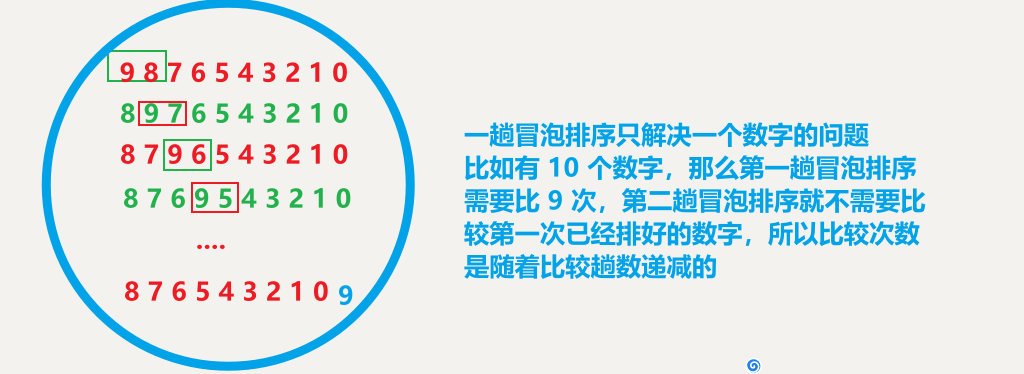 9 8 7 6 5 4 3 2 1 0
8 9 7 6 5 4 3 2 1 0
8 7 9 6 5 4 3 2 1 0
8 7 6 9 5 4 3 2 1 0
....
8 7 6 5 4 3 2 1 0 9
一趟冒泡排序只解决一个数字的问题
比如有 10 个数字，那么第一趟冒泡排序
需要比 9 次，第二趟冒泡排序就不需要比
较第一次已经排好的数字，所以比较次数
是随着比较趟数递减的